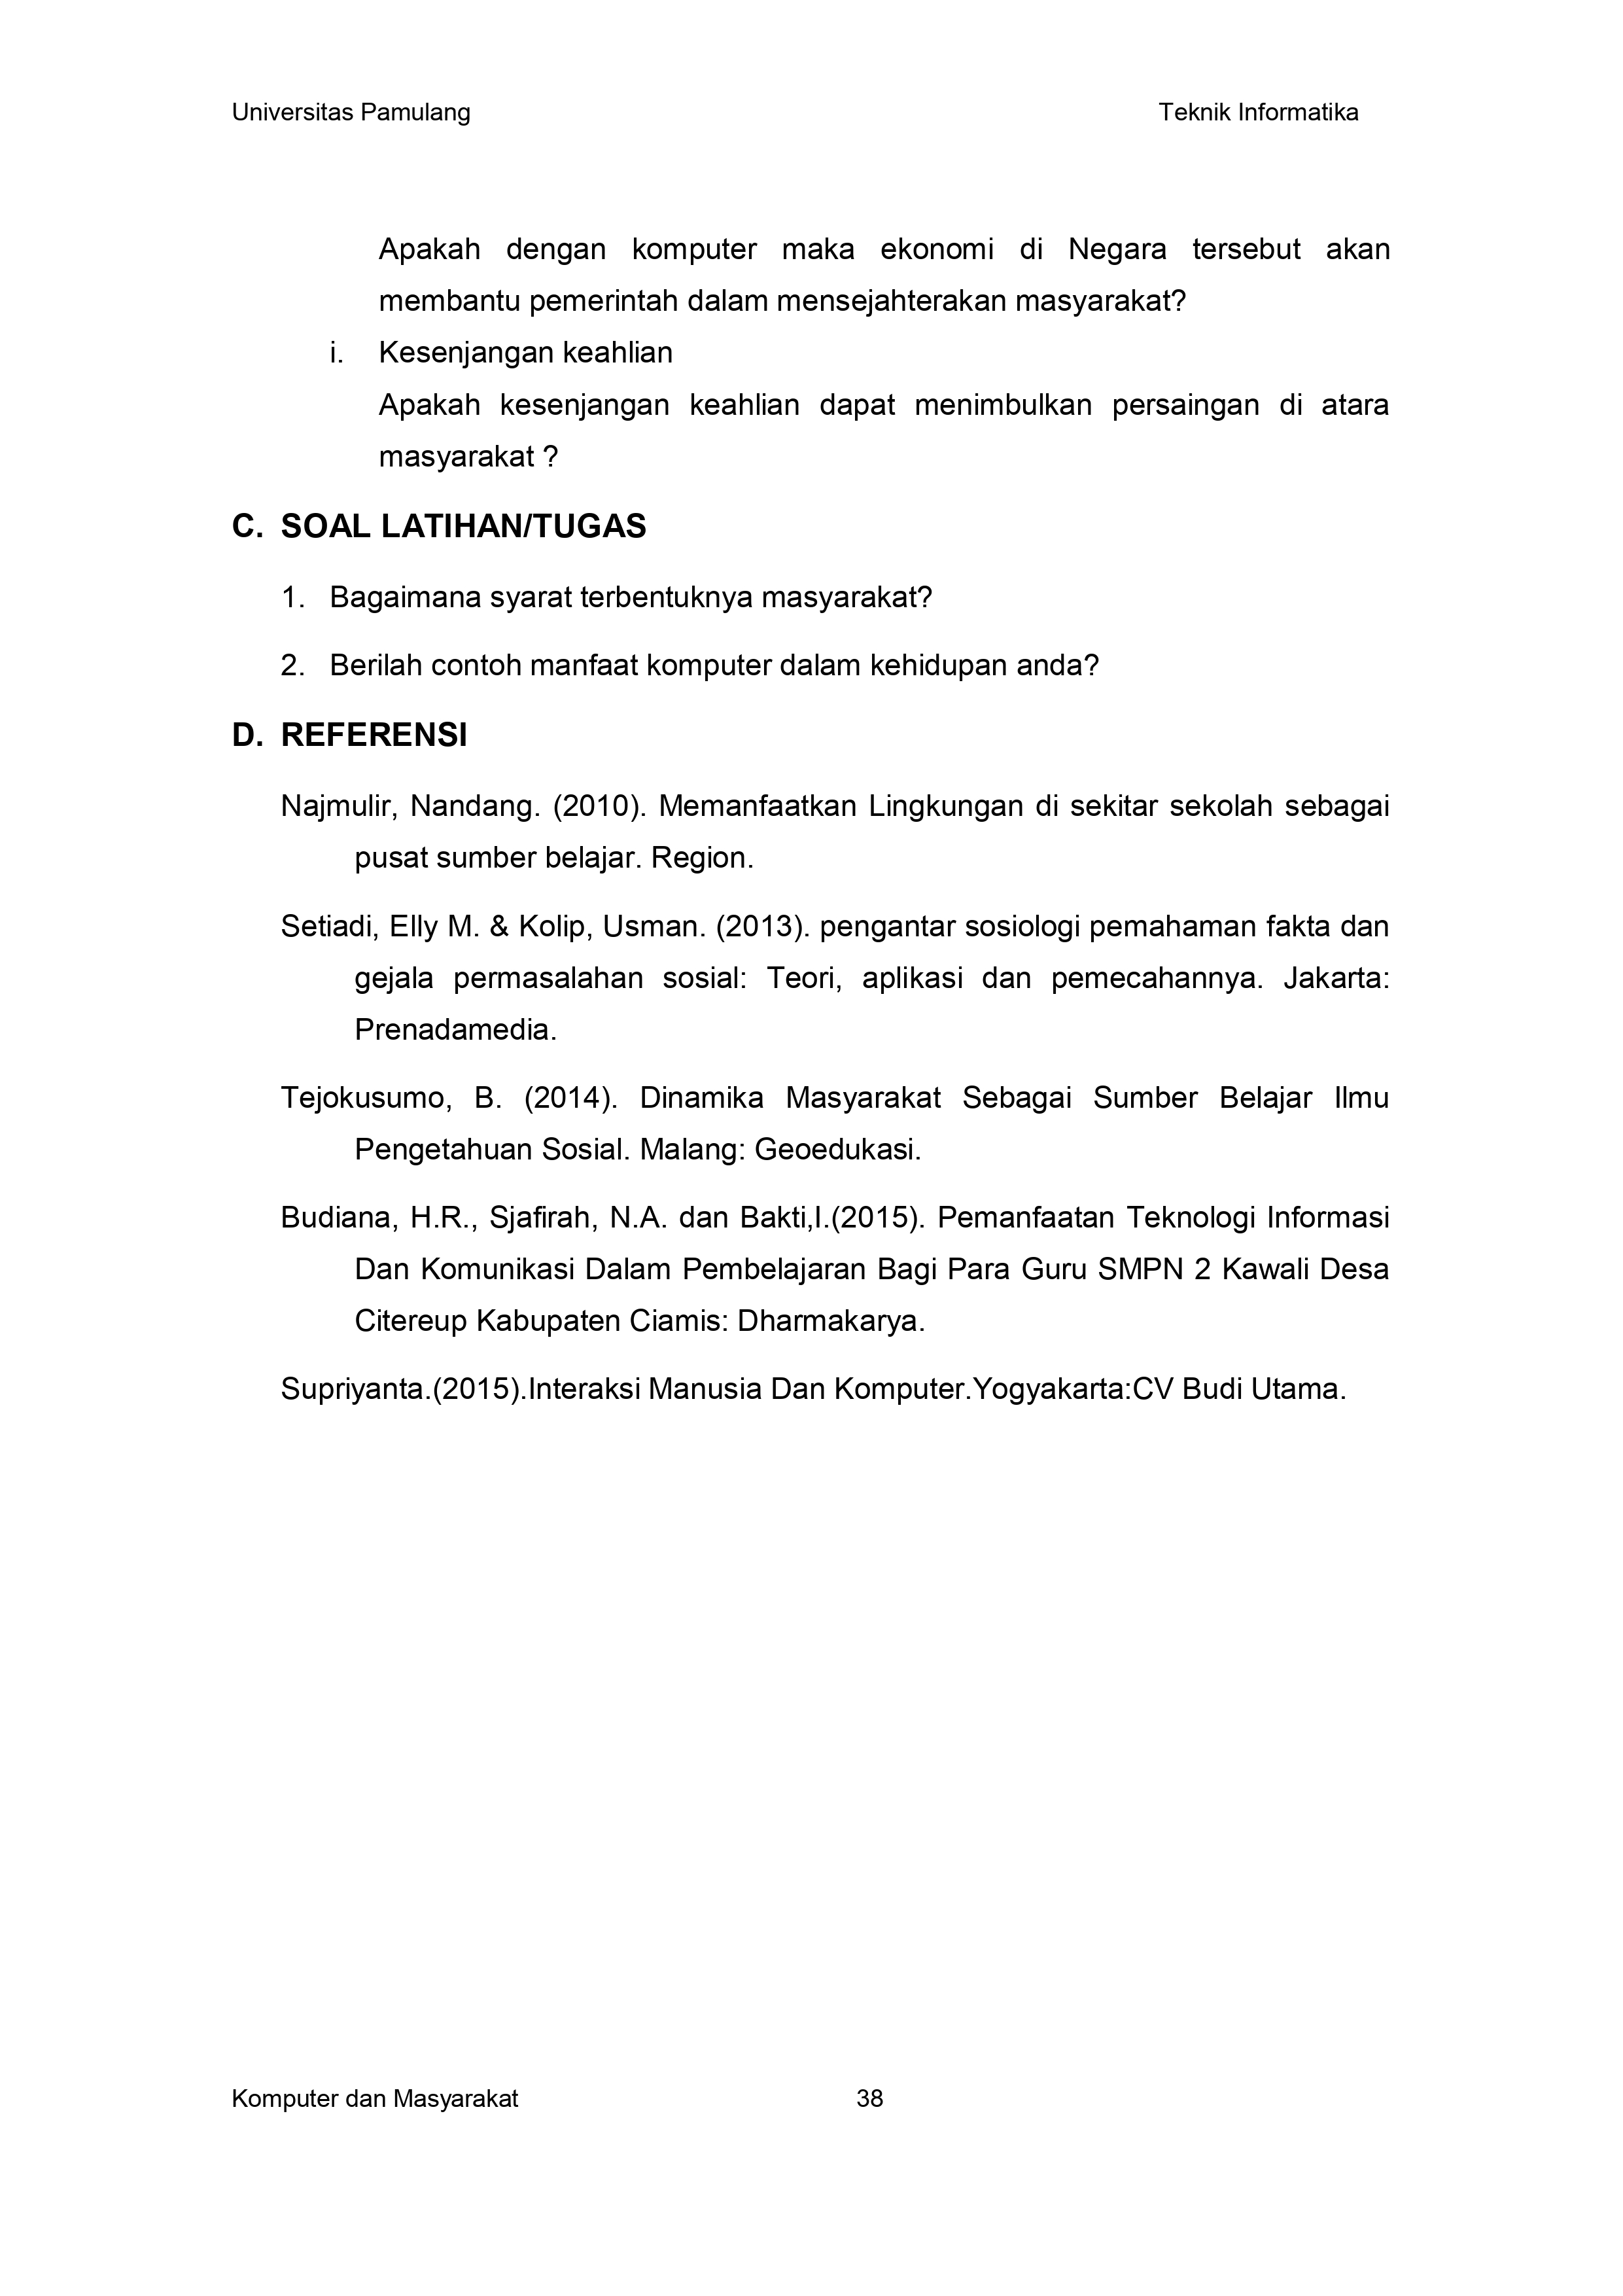 Universitas Pamulang Teknik Informatika
Apakah dengan komputer maka ekonomi di Negara tersebut akan
membantu pemerintah dalam mensejahterakan masyarakat?
i. Kesenjangan keahlian
Apakah kesenjangan keahlian dapat menimbulkan persaingan di atara
masyarakat ?
C. SOAL LATIHAN/TUGAS
1. Bagaimana syarat terbentuknya masyarakat?
2. Berilah contoh manfaat komputer dalam kehidupan anda?
D. REFERENSI
Najmulir, Nandang. (2010). Memanfaatkan Lingkungan di sekitar sekolah sebagai
pusat sumber belajar. Region.
Setiadi, Elly M. & Kolip, Usman. (2013). pengantar sosiologi pemahaman fakta dan
gejala permasalahan sosial: Teori, aplikasi dan pemecahannya. Jakarta:
Prenadamedia.
Tejokusumo, B. (2014). Dinamika Masyarakat Sebagai Sumber Belajar Ilmu
Pengetahuan Sosial. Malang: Geoedukasi.
Budiana, H.R., Sjafirah, N.A. dan Bakti,I.(2015). Pemanfaatan Teknologi Informasi
Dan Komunikasi Dalam Pembelajaran Bagi Para Guru SMPN 2 Kawali Desa
Citereup Kabupaten Ciamis: Dharmakarya.
Supriyanta.(2015).Interaksi Manusia Dan Komputer.Yogyakarta:CV Budi Utama.
Komputer dan Masyarakat 38